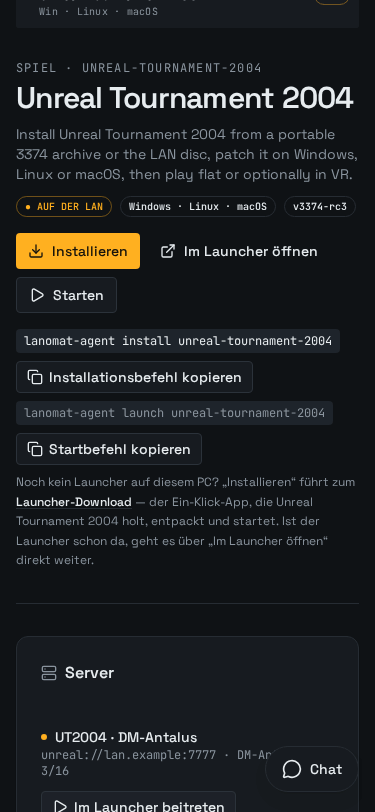 Win · Linux · macOS
SPIEL · UNREAL-TOURNAMENT-2004
Unreal Tournament 2004
Install Unreal Tournament 2004 from a portable
3374 archive or the LAN disc, patch it on Windows,
Linux or macOS, then play flat or optionally in VR.
AUF DER LAN
Windows · Linux · macOS
v3374-rc3
Installieren
Im Launcher öffnen
Starten
lanomat-agent install unreal-tournament-2004
Installationsbefehl kopieren
lanomat-agent launch unreal-tournament-2004
Startbefehl kopieren
Noch kein Launcher auf diesem PC? „Installieren“ führt zum
Launcher-Download — der Ein-Klick-App, die Unreal
Tournament 2004 holt, entpackt und startet. Ist der
Launcher schon da, geht es über „Im Launcher öffnen“
direkt weiter.
Server
UT2004 · DM-Antalus
unreal://lan.example:7777 · DM-An
3/16
Chat
Im Launcher beitreten